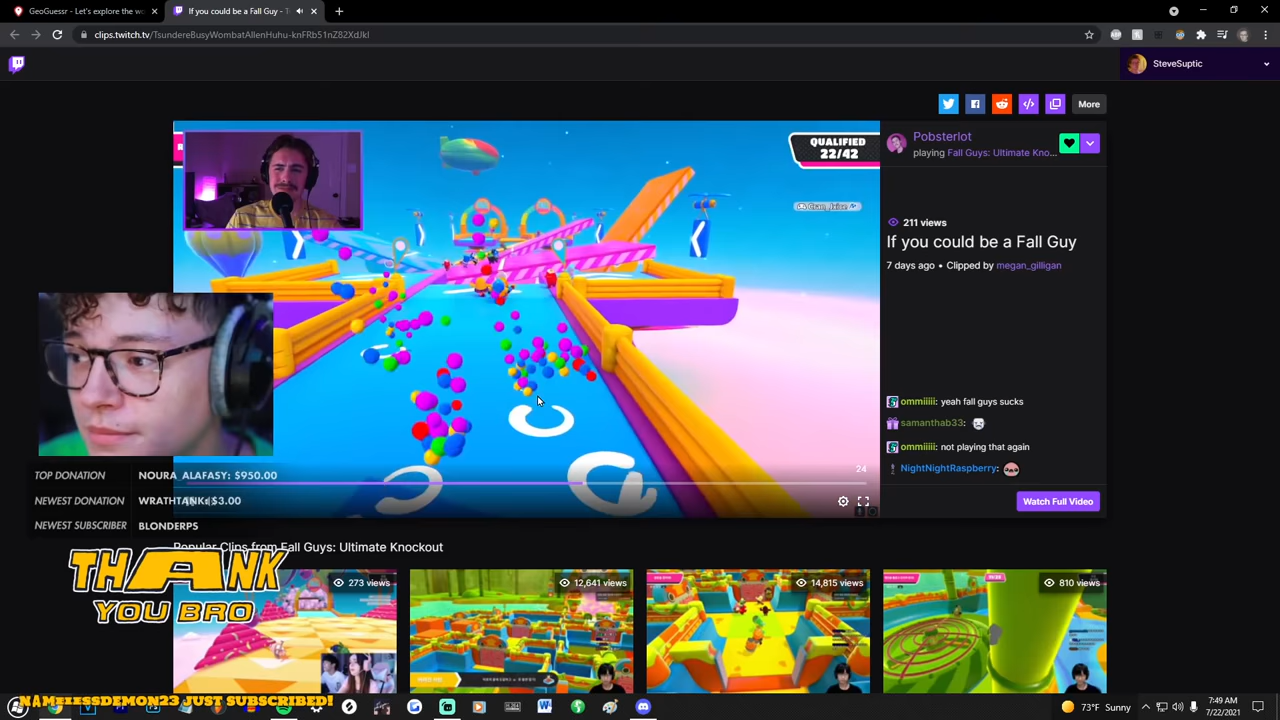 GeoGuessr - Let's explore the wo
If you could be a Fall Guy - T
clips.twitch.tv/TsundereBusyWombatAllenHuhu-knFRb51nZ82XdJkl
SteveSuptic
More
QUALIFIED
22/42
Pobsterlot
playing Fall Guys: Ultimate Kno...
211 views
If you could be a Fall Guy
7 days ago • Clipped by megan_gilligan
ommiiiii: yeah fall guys sucks
samanthab33:
ommiiiii: not playing that again
NightNightRaspberry:
24
Watch Full Video
TOP DONATION NOURA_ALAFASY: $950.00
NEWEST DONATION WRATHTANK: $3.00
NEWEST SUBSCRIBER BLONDERPS
Popular Clips from Fall Guys: Ultimate Knockout
THANK
YOU BRO
273 views
12,641 views
14,815 views
810 views
JUST SUBSCRIBED!
73°F Sunny
7:49 AM
7/22/2021